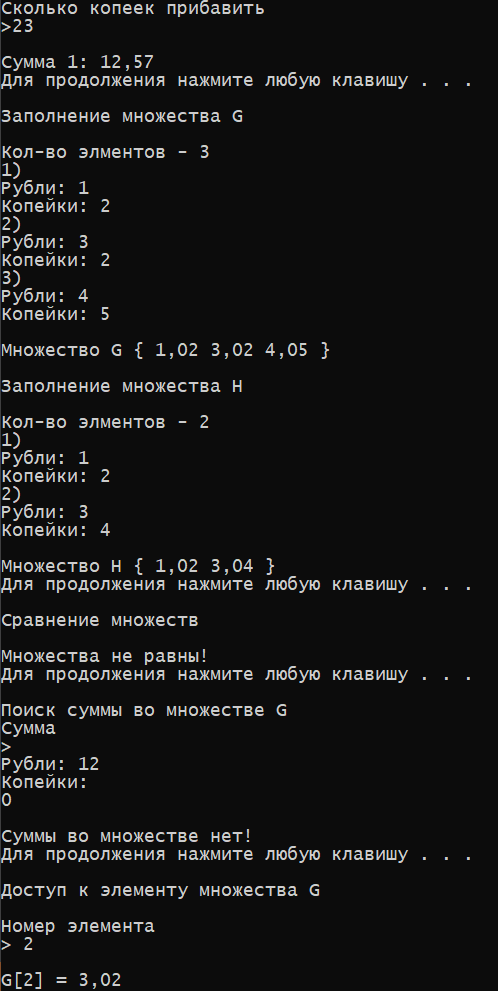 Сколько копеек прибавить
>23
Сумма 1: 12,57
Для продолжения нажмите любую клавишу . . .
Заполнение множества G
Кол-во элментов - 3
1)
Рубли: 1
Копейки: 2
2)
Рубли: 3
Копейки: 2
3)
Рубли: 4
Копейки: 5
Множество G { 1,02 3,02 4,05 }
Заполнение множества H
Кол-во элментов - 2
1)
Рубли: 1
Копейки: 2
2)
Рубли: 3
Копейки: 4
Множество H { 1,02 3,04 }
Для продолжения нажмите любую клавишу . . .
Сравнение множеств
Множества не равны!
Для продолжения нажмите любую клавишу . . .
Поиск суммы во множестве G
Сумма
>
Рубли: 12
Копейки:
0
Суммы во множестве нет!
Для продолжения нажмите любую клавишу . . .
Доступ к элементу множества G
Номер элемента
> 2
G[2] = 3,02